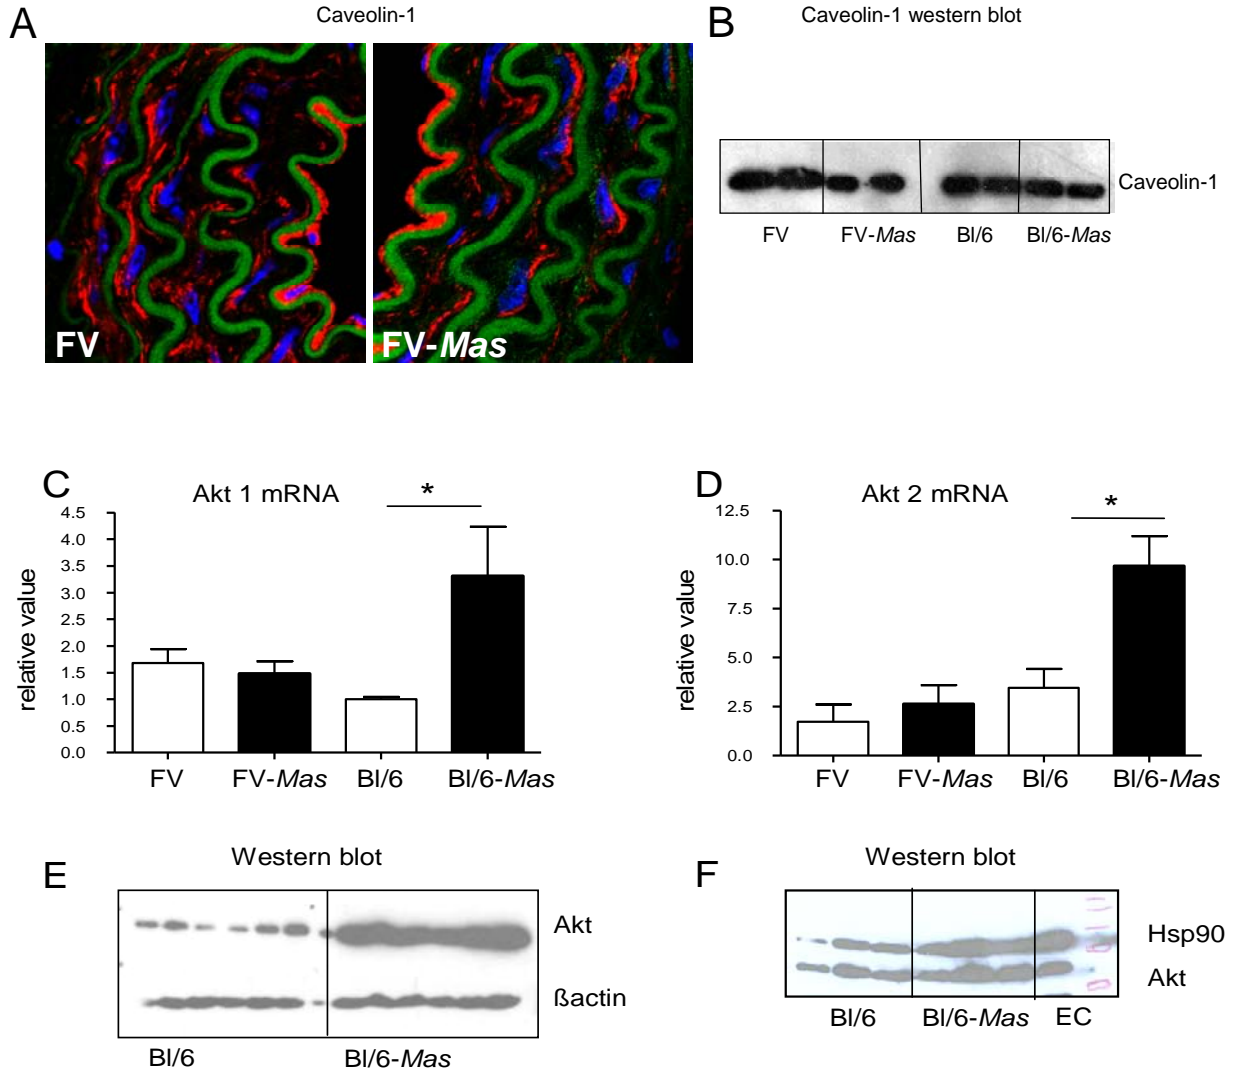 A
Caveolin-1
FV
FV-Mas
B
Caveolin-1 western blot
Caveolin-1
FV FV-Mas Bl/6 Bl/6-Mas
C
Akt 1 mRNA
*
relative value
4.5
4.0
3.5
3.0
2.5
2.0
1.5
1.0
0.5
0.0
FV FV-Mas Bl/6 Bl/6-Mas
D
Akt 2 mRNA
*
relative value
12.5
10.0
7.5
5.0
2.5
0.0
FV FV-Mas Bl/6 Bl/6-Mas
E
Western blot
Akt
ßactin
Bl/6 Bl/6-Mas
F
Western blot
Hsp90
Akt
Bl/6 Bl/6-Mas EC